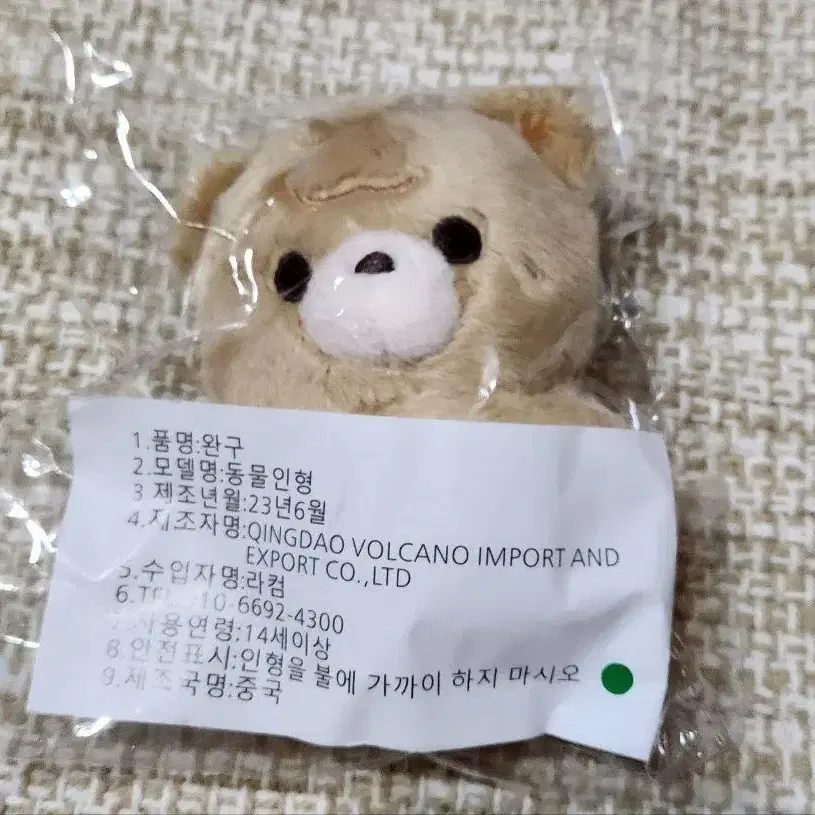 1.품명:완구
2.모델명:동물인형
3 제조년월:23년6월
4.제조자명:QINGDAO VOLCANO IMPORT AND
EXPORT CO.,LTD
5.수입자명:라컴
6.TEL 10-6692-4300
7.사용연령:14세이상
8.안전표시:인형을 불에 가까이 하지 마시오
9.제조국명:중국